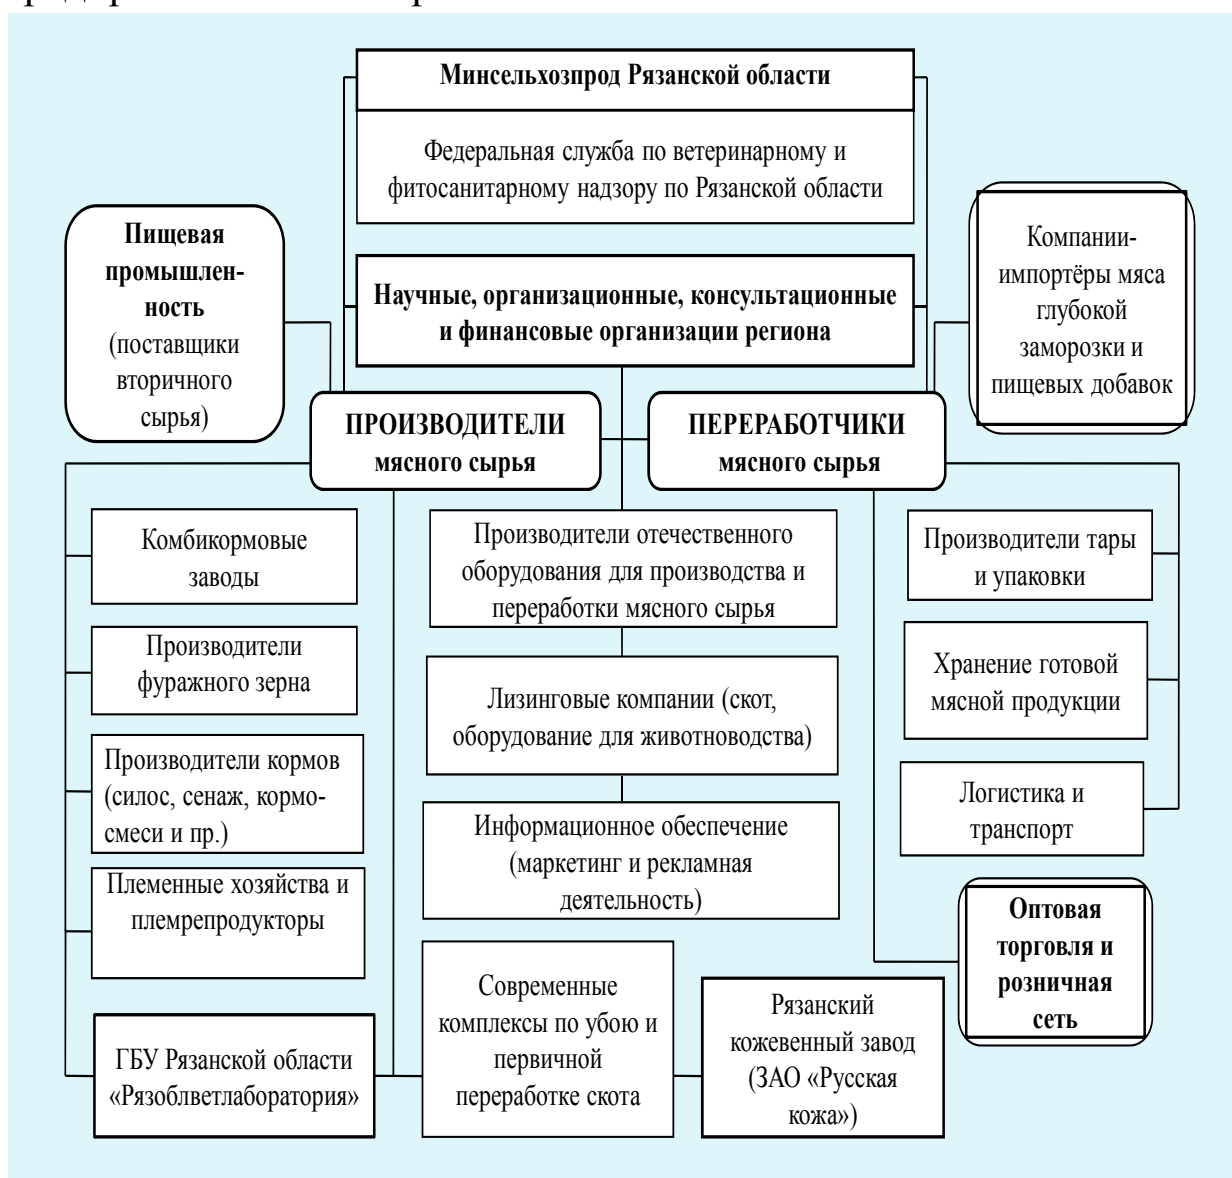 Минсельхозпрод Рязанской области
Федеральная служба по ветеринарному и
фитосанитарному надзору по Рязанской области
Пищевая
промышлен-
ность
(поставщики
вторичного
сырья)
Научные, организационные, консультационные
и финансовые организации региона
Компании-
импортёры мяса
глубокой
заморозки и
пищевых добавок
ПРОИЗВОДИТЕЛИ
мясного сырья
ПЕРЕРАБОТЧИКИ
мясного сырья
Комбикормовые
заводы
Производители
фуражного зерна
Производители кормов
(силос, сенаж, кормо-
смеси и пр.)
Племенные хозяйства и
племрепродукторы
ГБУ Рязанской области
«Рязоблветлаборатория»
Производители отечественного
оборудования для производства и
переработки мясного сырья
Лизинговые компании (скот,
оборудование для животноводства)
Информационное обеспечение
(маркетинг и рекламная
деятельность)
Современные
комплексы по убою и
первичной
переработке скота
Рязанский
кожевенный завод
(ЗАО «Русская
кожа»)
Производители тары
и упаковки
Хранение готовой
мясной продукции
Логистика и
транспорт
Оптовая
торговля и
розничная
сеть